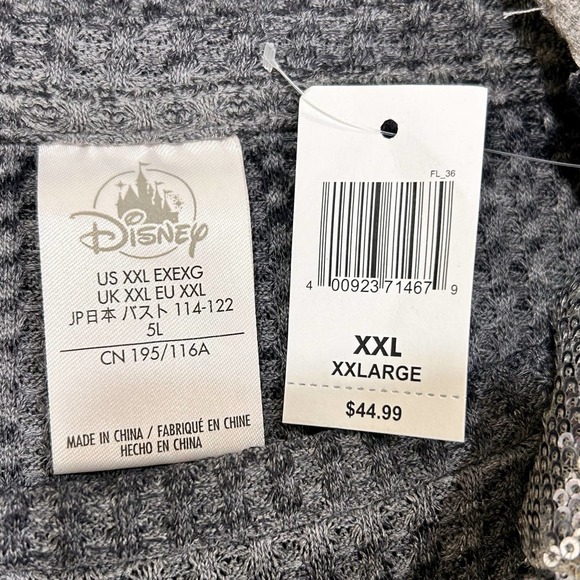 Disney
US XXL EXEXG
UK XXL EU XXL
JP日本 バスト 114-122
5L
CN 195/116A
MADE IN CHINA / FABRIQUÉ EN CHINE
HECHO EN CHINA
FL_36
4 00923 71467 9
XXL
XXLARGE
$44.99